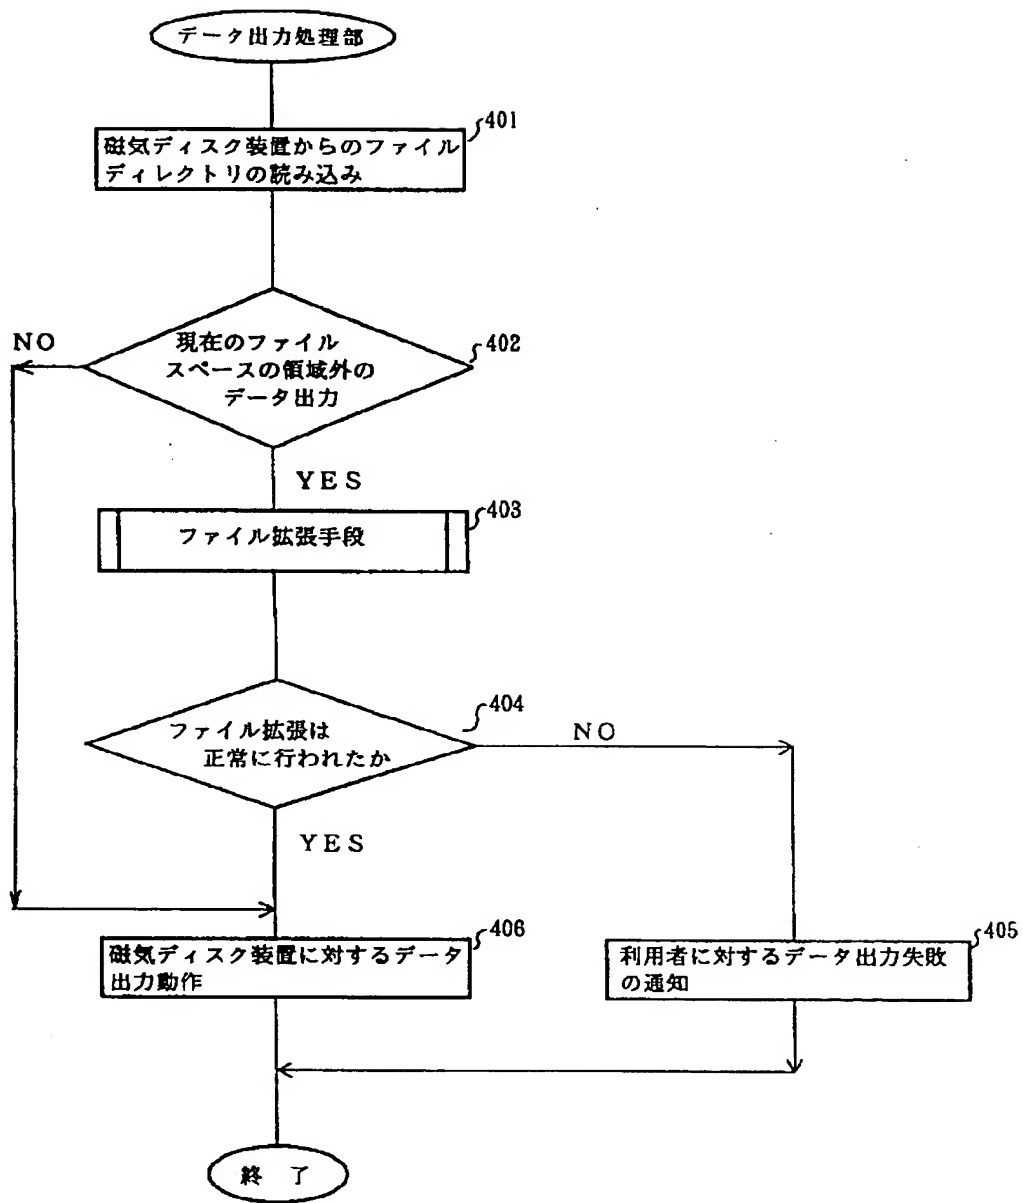 データ出力処理部
401
磁気ディスク装置からのファイル
ディレクトリの読み込み
NO
現在のファイル
スペースの領域外の
データ出力
402
YES
403
ファイル拡張手段
404
ファイル拡張は
正常に行われたか
NO
YES
406
磁気ディスク装置に対するデータ
出力動作
405
利用者に対するデータ出力失敗
の通知
終 了